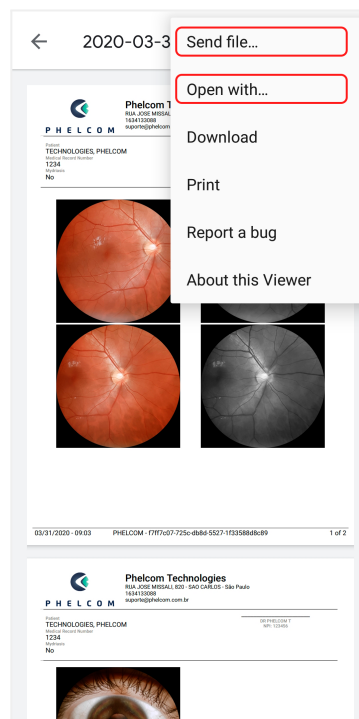 2020-03-3
Send file...
Open with...
Download
Print
Report a bug
About this Viewer
PHELCOM
Phelcom T
RUA JOSE MISSAL
1634133088
suporte@phelcom
Patient
TECHNOLOGIES, PHELCOM
Medical Record Number
1234
Mydriasis
No
03/31/2020 - 09:03 PHELCOM - f7ff7c07-725c-db8d-5527-1f33588d8c89 1 of 2
PHELCOM
Phelcom Technologies
RUA JOSE MISSALI, 820 - SAO CARLOS - São Paulo
1634133088
suporte@phelcom.com.br
Patient
TECHNOLOGIES, PHELCOM
Medical Record Number
1234
Mydriasis
No
DR PHELCOM T
NPI: 123456